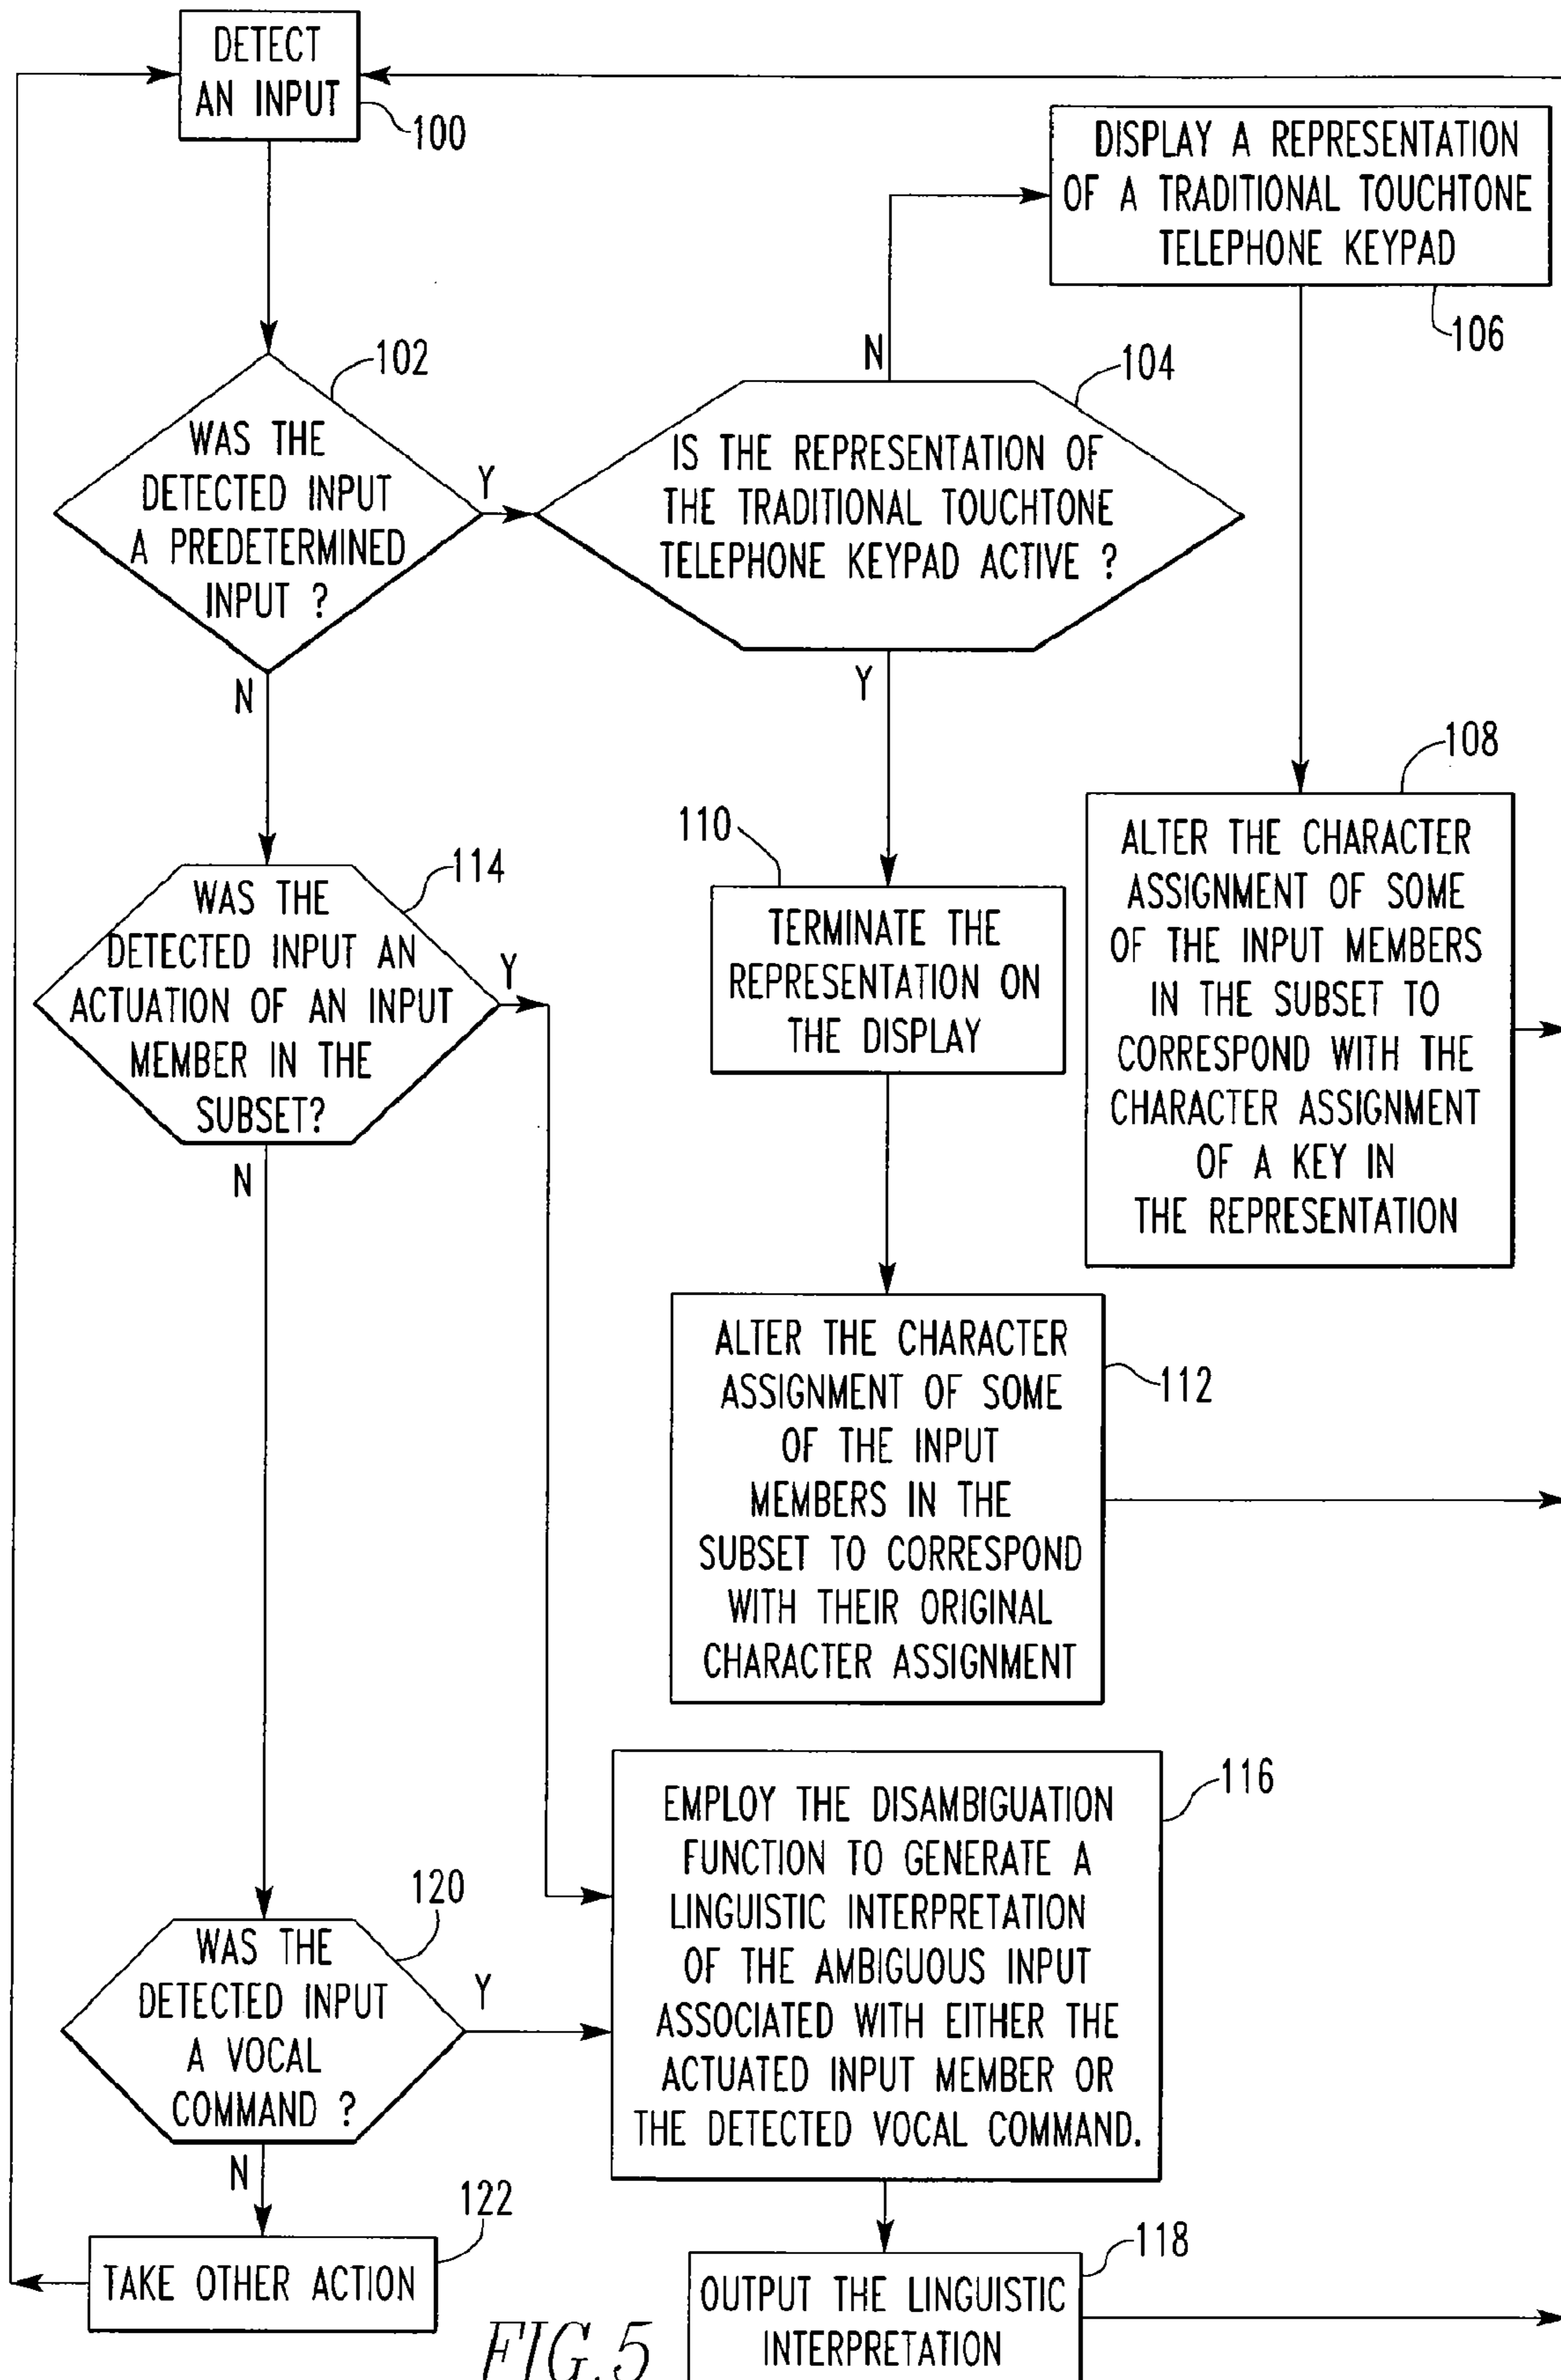 DETECT
AN INPUT
100
DISPLAY A REPRESENTATION
OF A TRADITIONAL TOUCHTONE
TELEPHONE KEYPAD
106
102
WAS THE
DETECTED INPUT
A PREDETERMINED
INPUT ?
Y
N
N
104
IS THE REPRESENTATION OF
THE TRADITIONAL TOUCHTONE
TELEPHONE KEYPAD ACTIVE ?
Y
108
ALTER THE CHARACTER
ASSIGNMENT OF SOME
OF THE INPUT MEMBERS
IN THE SUBSET TO
CORRESPOND WITH THE
CHARACTER ASSIGNMENT
OF A KEY IN
THE REPRESENTATION
110
TERMINATE THE
REPRESENTATION ON
THE DISPLAY
114
WAS THE
DETECTED INPUT AN
ACTUATION OF AN INPUT
MEMBER IN THE
SUBSET?
Y
N
112
ALTER THE CHARACTER
ASSIGNMENT OF SOME
OF THE INPUT
MEMBERS IN THE
SUBSET TO CORRESPOND
WITH THEIR ORIGINAL
CHARACTER ASSIGNMENT
116
EMPLOY THE DISAMBIGUATION
FUNCTION TO GENERATE A
LINGUISTIC INTERPRETATION
OF THE AMBIGUOUS INPUT
ASSOCIATED WITH EITHER THE
ACTUATED INPUT MEMBER OR
THE DETECTED VOCAL COMMAND.
120
WAS THE
DETECTED INPUT
A VOCAL
COMMAND ?
Y
N
122
TAKE OTHER ACTION
118
OUTPUT THE LINGUISTIC
INTERPRETATION
FIG.5